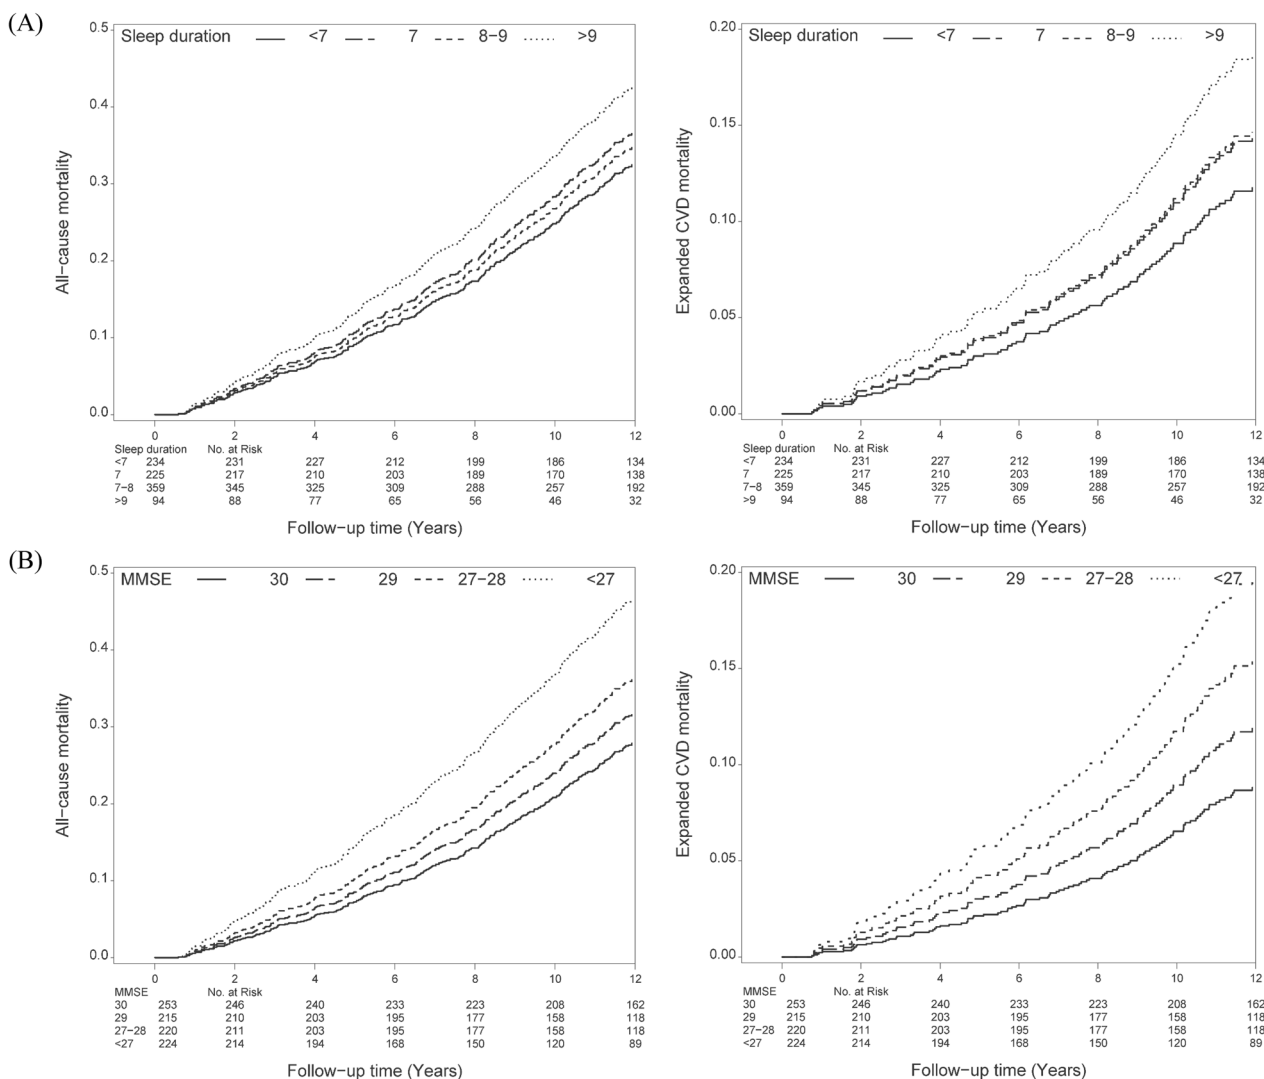 (A)
Sleep duration <7 7 8−9 >9
0.5
0.4
0.3
0.2
0.1
0.0
All−cause mortality
0 2 4 6 8 10 12
Sleep duration No. at Risk
<7 234 231 227 212 199 186 134
7 225 217 210 203 189 170 138
7−8 359 345 325 309 288 257 192
>9 94 88 77 65 56 46 32
Follow−up time (Years)
Sleep duration <7 7 8−9 >9
0.20
0.15
0.10
0.05
0.00
Expanded CVD mortality
0 2 4 6 8 10 12
Sleep duration No. at Risk
<7 234 231 227 212 199 186 134
7 225 217 210 203 189 170 138
7−8 359 345 325 309 288 257 192
>9 94 88 77 65 56 46 32
Follow−up time (Years)
(B)
MMSE 30 29 27−28 <27
0.5
0.4
0.3
0.2
0.1
0.0
All−cause mortality
0 2 4 6 8 10 12
MMSE No. at Risk
30 253 246 240 233 223 208 162
29 215 210 203 195 177 158 118
27−28 220 211 203 195 177 158 118
<27 224 214 194 168 150 120 89
Follow−up time (Years)
MMSE 30 29 27−28 <27
0.20
0.15
0.10
0.05
0.00
Expanded CVD mortality
0 2 4 6 8 10 12
MMSE No. at Risk
30 253 246 240 233 223 208 162
29 215 210 203 195 177 158 118
27−28 220 211 203 195 177 158 118
<27 224 214 194 168 150 120 89
Follow−up time (Years)